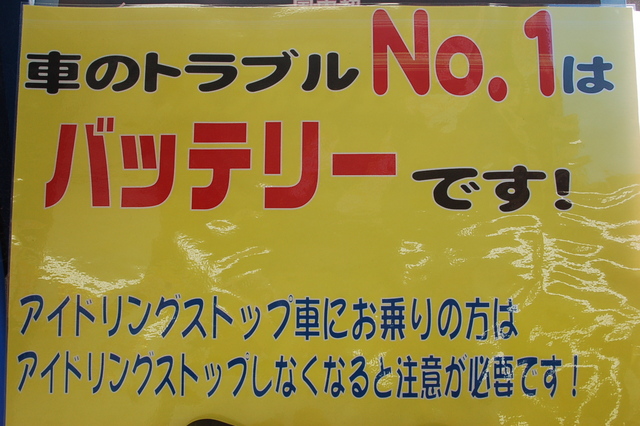 車のトラブルNo.1は
バッテリーです!
アイドリングストップ車にお乗りの方は
アイドリングストップしなくなると注意が必要です!